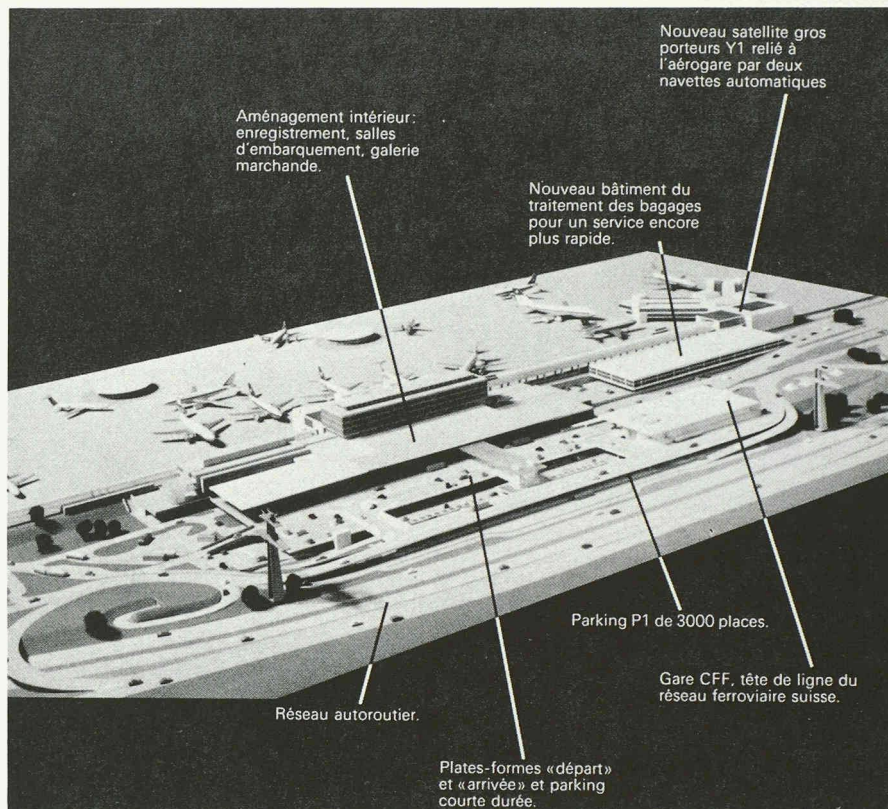 Nouveau satellite gros
porteurs Y1 relié à
l'aérogare par deux
navettes automatiques
Aménagement intérieur:
enregistrement, salles
d'embarquement, galerie
marchande.
Nouveau bâtiment du
traitement des bagages
pour un service encore
plus rapide.
Parking P1 de 3000 places.
Gare CFF, tête de ligne du
réseau ferroviaire suisse.
Réseau autoroutier.
Plates-formes «départ»
et «arrivée» et parking
courte durée.